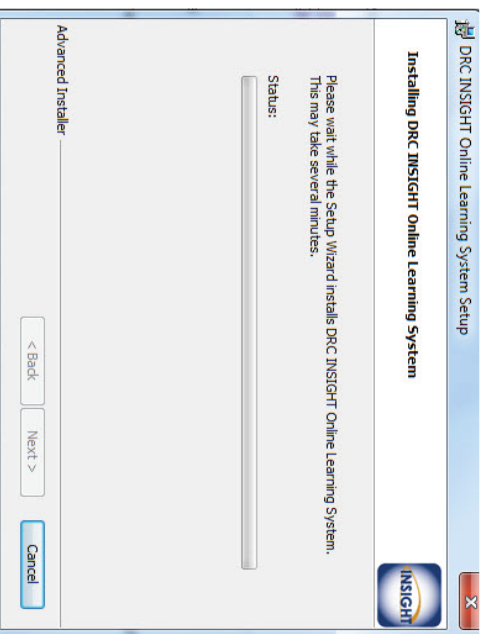 DRC INSIGHT Online Learning System Setup
Installing DRC INSIGHT Online Learning System
INSIGHT
Please wait while the Setup Wizard installs DRC INSIGHT Online Learning System.
This may take several minutes.
Status:
Advanced Installer
< Back
Next >
Cancel